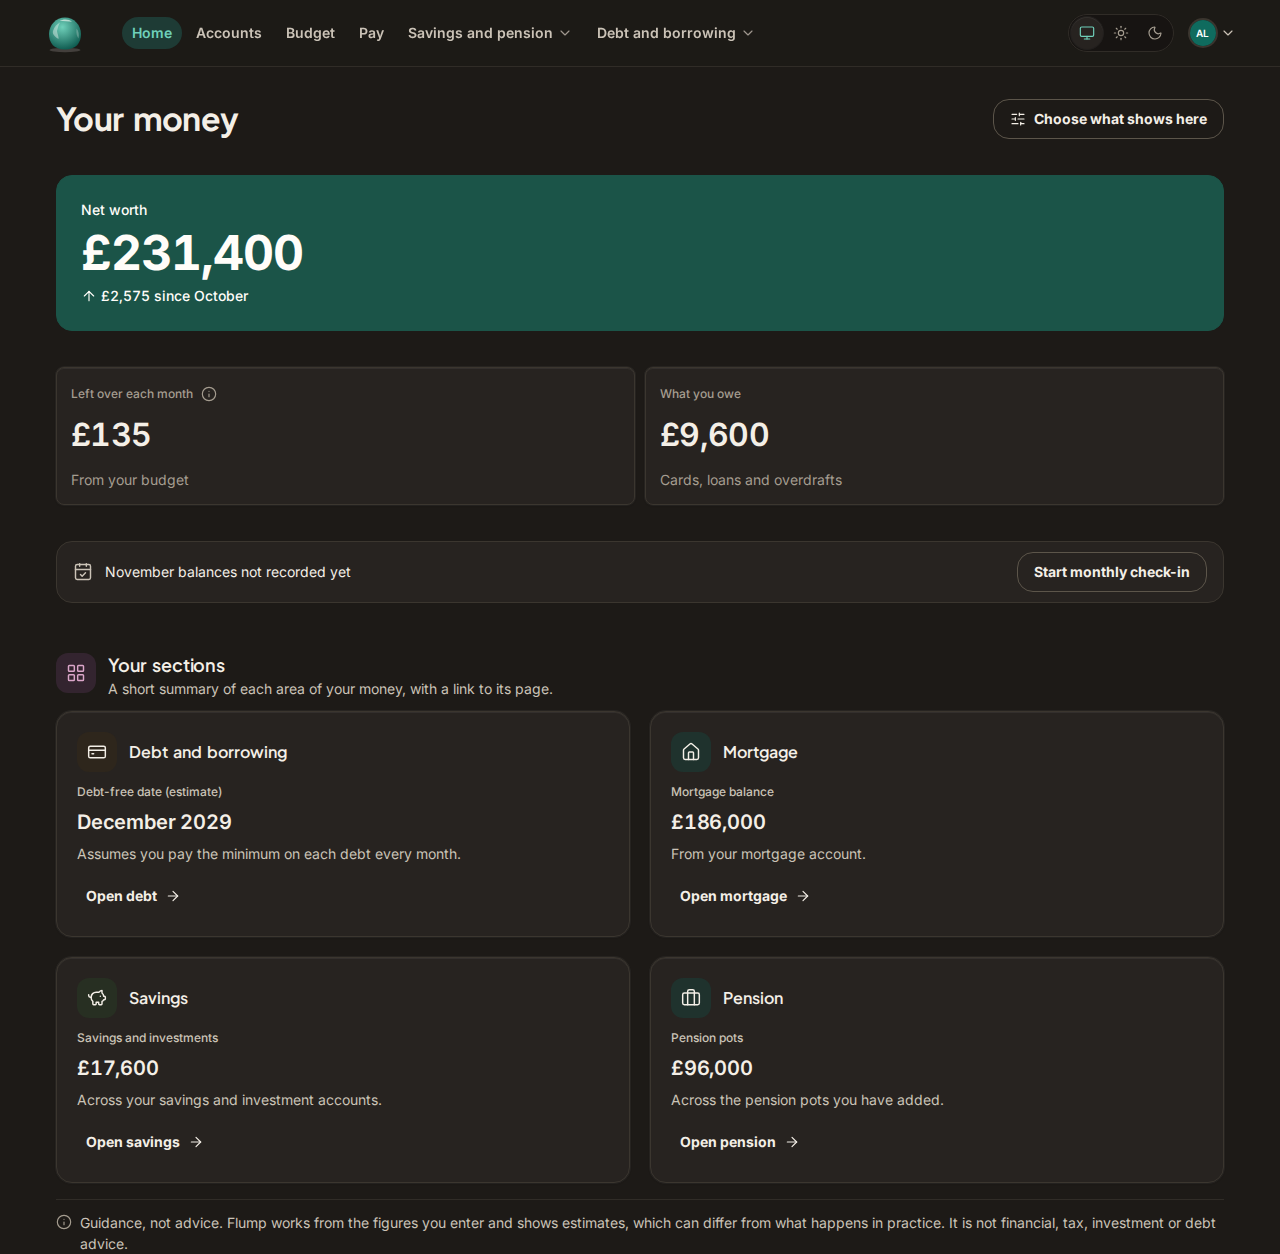 Home
Accounts
Budget
Pay
Savings and pension
Debt and borrowing
AL
Your money
Choose what shows here
Net worth
£231,400
£2,575 since October
Left over each month
£135
From your budget
What you owe
£9,600
Cards, loans and overdrafts
November balances not recorded yet
Start monthly check-in
Your sections
A short summary of each area of your money, with a link to its page.
Debt and borrowing
Debt-free date (estimate)
December 2029
Assumes you pay the minimum on each debt every month.
Open debt
Mortgage
Mortgage balance
£186,000
From your mortgage account.
Open mortgage
Savings
Savings and investments
£17,600
Across your savings and investment accounts.
Open savings
Pension
Pension pots
£96,000
Across the pension pots you have added.
Open pension
Guidance, not advice. Flump works from the figures you enter and shows estimates, which can differ from what happens in practice. It is not financial, tax, investment or debt
advice.